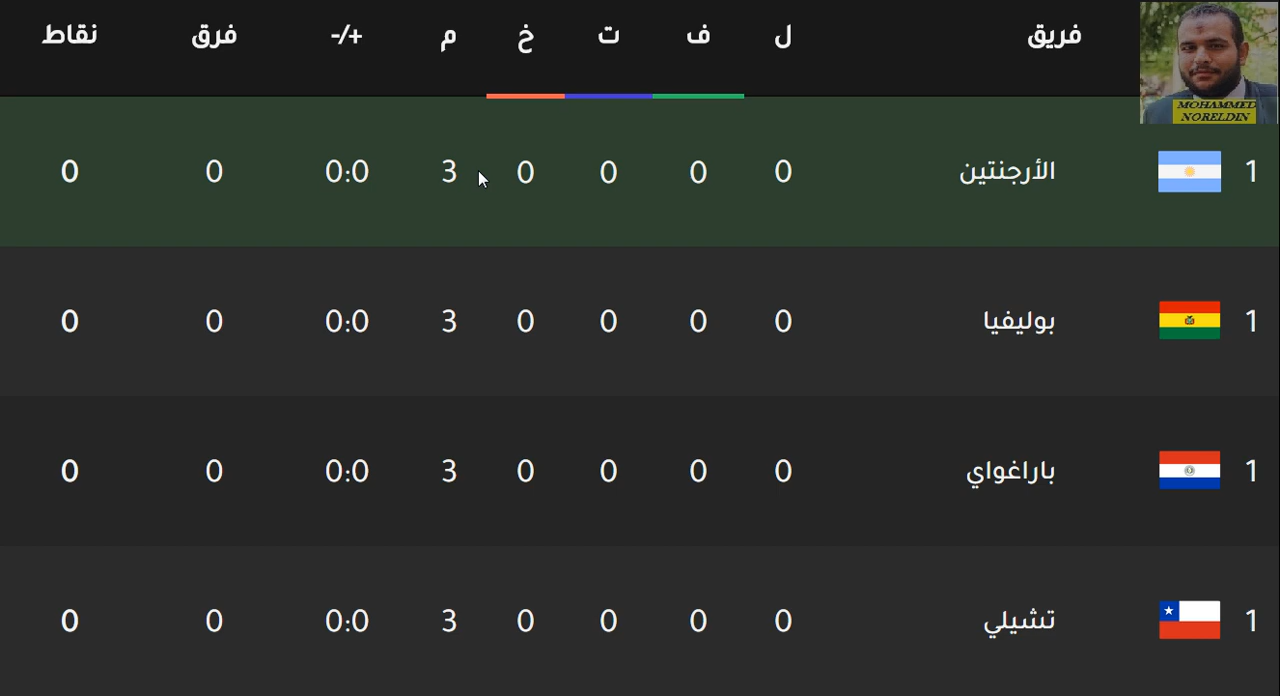 فريق ل ف ت خ م +/- فرق نقاط
MOHAMMED
NORELDIN
1 الأرجنتين 0 0 0 0 3 0:0 0 0
1 بوليفيا 0 0 0 0 3 0:0 0 0
1 باراغواي 0 0 0 0 3 0:0 0 0
1 تشيلي 0 0 0 0 3 0:0 0 0